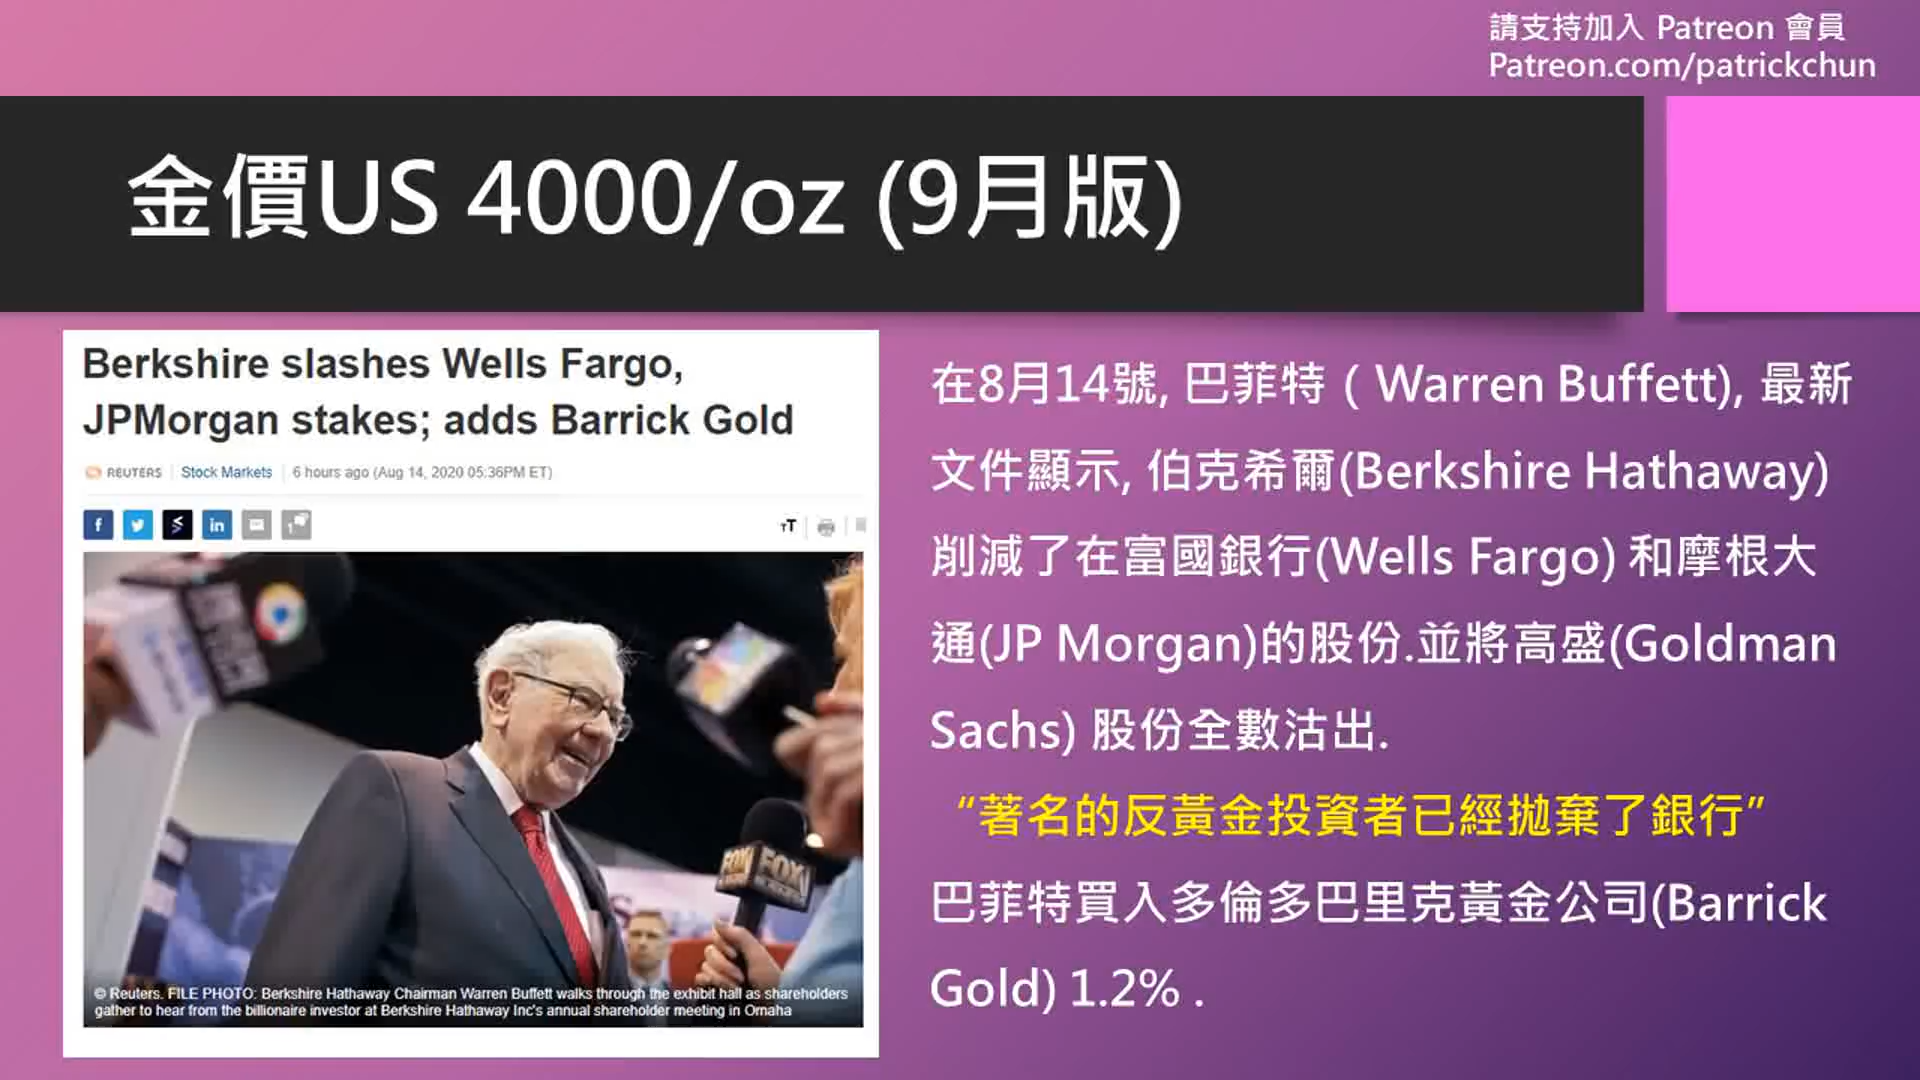 請支持加入 Patreon 會員
Patreon.com/patrickchun
金價US 4000/oz (9月版)
Berkshire slashes Wells Fargo,
JPMorgan stakes; adds Barrick Gold
REUTERS Stock Markets 6 hours ago (Aug 14, 2020 05:36PM ET)
FOX FOX
© Reuters. FILE PHOTO: Berkshire Hathaway Chairman Warren Buffett walks through the exhibit hall as shareholders
gather to hear from the billionaire investor at Berkshire Hathaway Inc's annual shareholder meeting in Omaha
在8月14號, 巴菲特 ( Warren Buffett), 最新
文件顯示, 伯克希爾(Berkshire Hathaway)
削減了在富國銀行(Wells Fargo) 和摩根大
通(JP Morgan)的股份.並將高盛(Goldman
Sachs) 股份全數沽出.
“著名的反黃金投資者已經拋棄了銀行”
巴菲特買入多倫多巴里克黃金公司(Barrick
Gold) 1.2% .